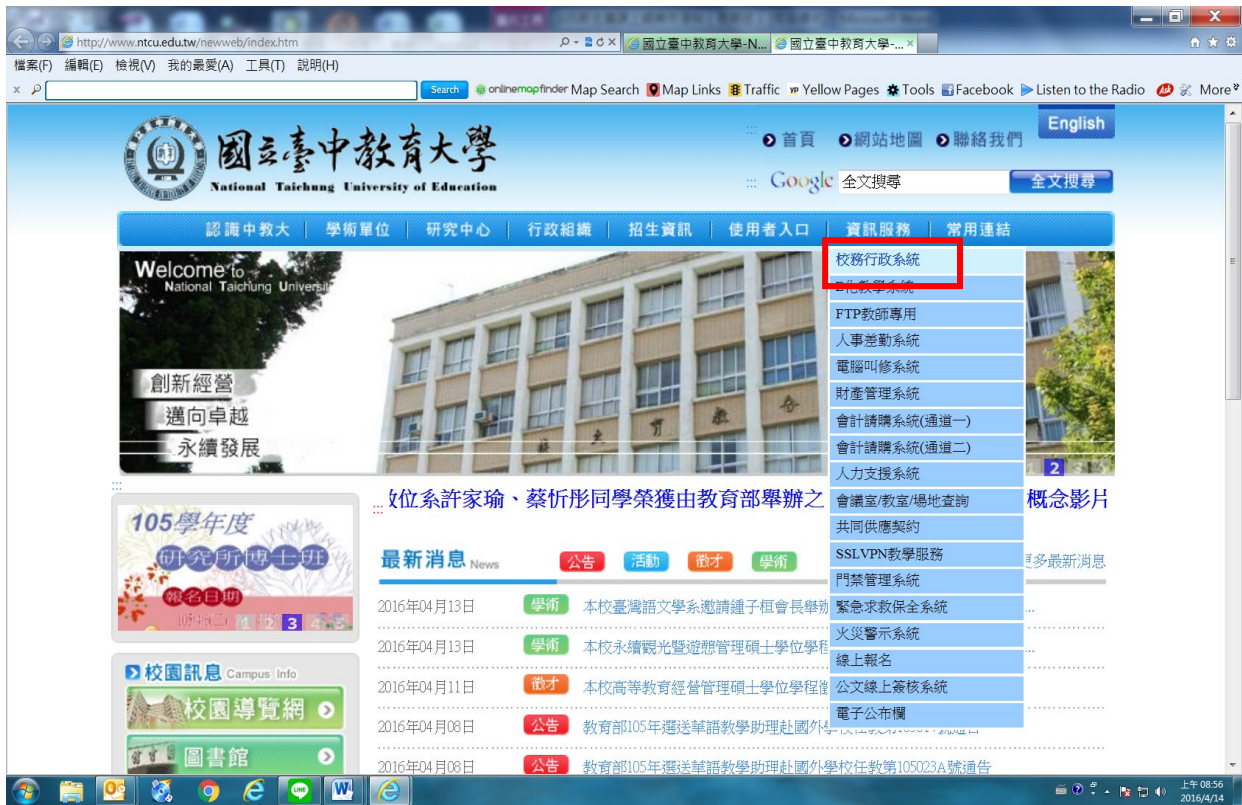 http://www.ntcu.edu.tw/newweb/index.htm
國立臺中教育大學-N...
國立臺中教育大學-...
檔案(F) 編輯(E) 檢視(V) 我的最愛(A) 工具(T) 說明(H)
Search onlinemapfinder Map Search Map Links Traffic Yellow Pages Tools Facebook Listen to the Radio More
國立臺中教育大學
National Taichung University of Education
首頁 網站地圖 聯絡我們 English
Google 全文搜尋 全文搜尋
認識中教大 學術單位 研究中心 行政組織 招生資訊 使用者入口 資訊服務 常用連結
Welcome to
National Taichung Universit
創新經營
邁向卓越
永續發展
校務行政系統
E化教學系統
FTP教師專用
人事差勤系統
電腦叫修系統
財產管理系統
會計請購系統(通道一)
會計請購系統(通道二)
人力支援系統
會議室/教室/場地查詢
共同供應契約
SSLVPN教學服務
門禁管理系統
緊急求救保全系統
火災警示系統
線上報名
公文線上簽核系統
電子公布欄
2
數位系許家瑜、蔡忻彤同學榮獲由教育部舉辦之 概念影片
105學年度
研究所博士班
報名日期
1 2 3 4 5
最新消息 News 公告 活動 徵才 學術 更多最新消息
2016年04月13日 學術 本校臺灣語文學系邀請鍾子桓會長舉辦 ...
2016年04月13日 學術 本校永續觀光暨遊憩管理碩士學位學程 ...
2016年04月11日 徵才 本校高等教育經營管理碩士學位學程徵
2016年04月08日 公告 教育部105年選送華語教學助理赴國外學校任教第
2016年04月08日 公告 教育部105年選送華語教學助理赴國外學校任教第105023A號通告
校園訊息 Campus Info
校園導覽網
圖書館
上午 08:56
2016/4/14